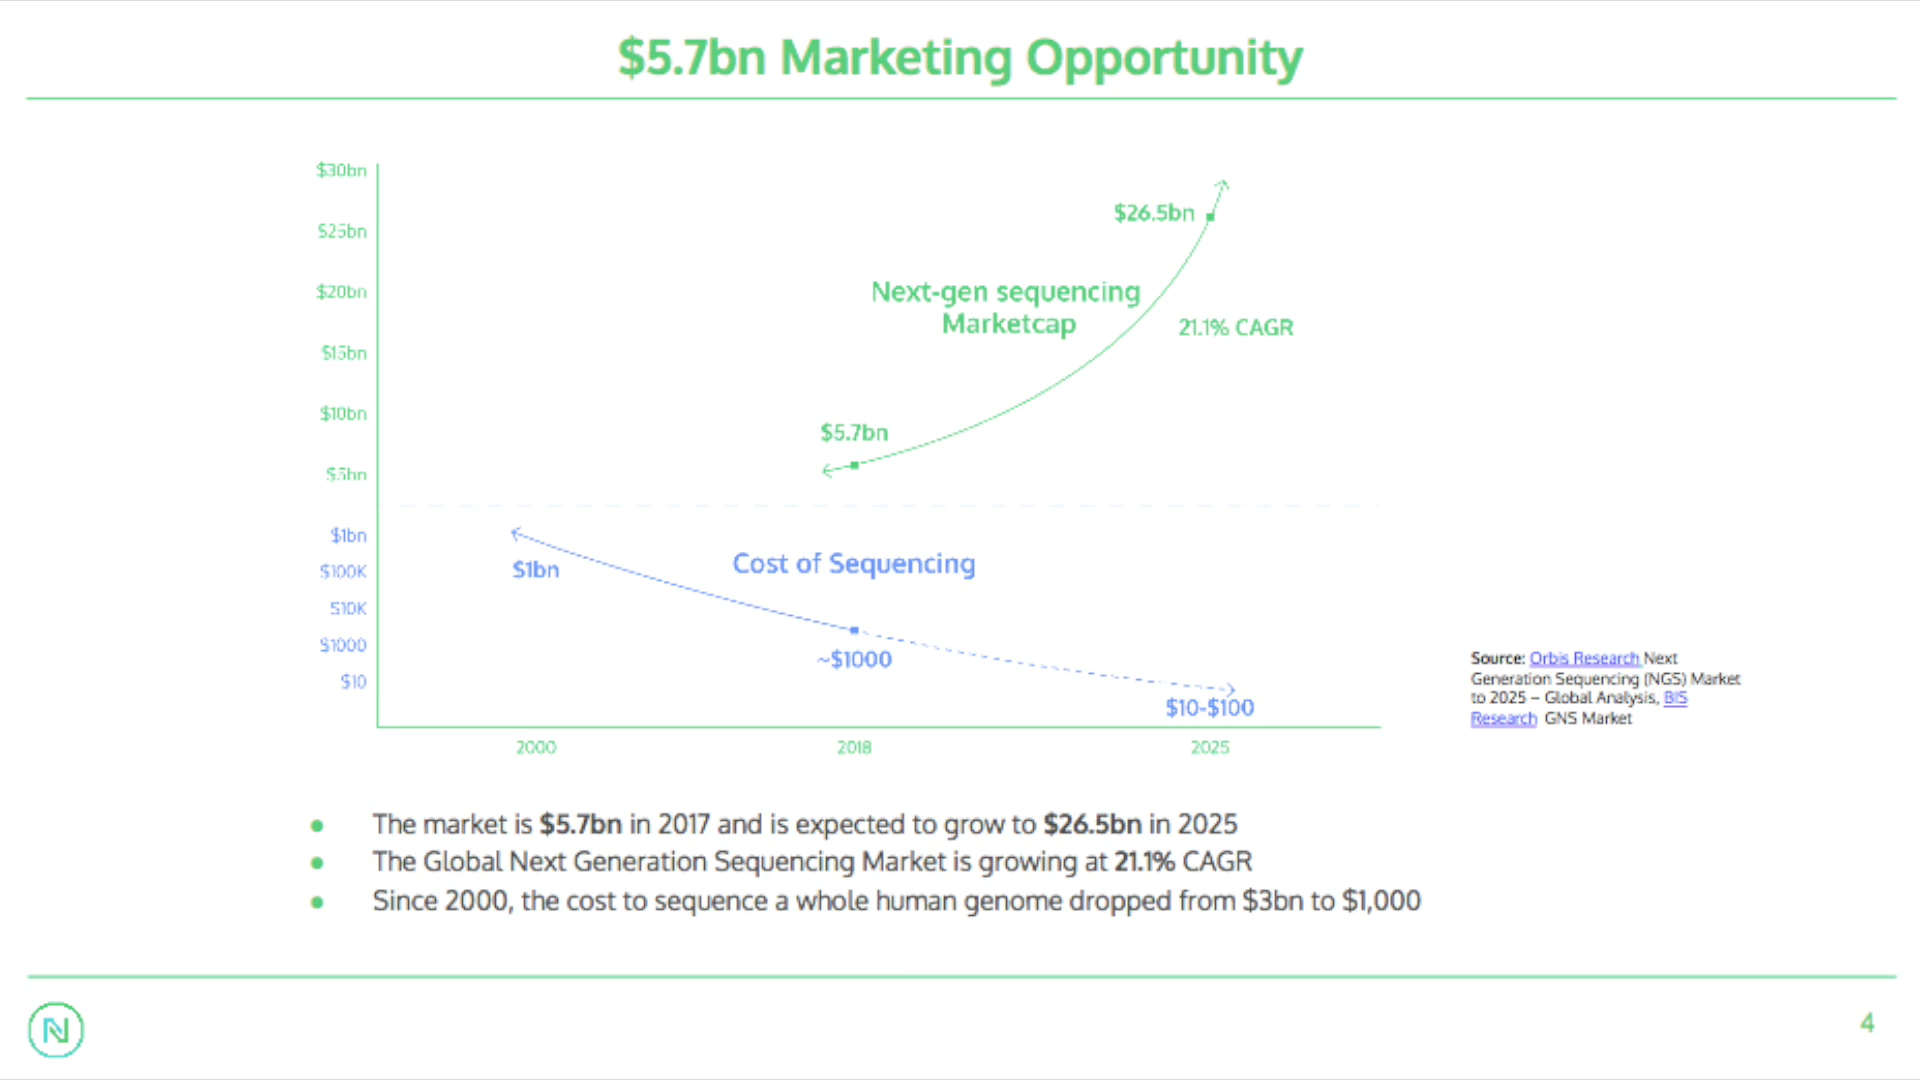 $5.7bn Marketing Opportunity
$30bn
$25bn
$20bn
$15bn
$10bn
$5bn
$26.5bn
Next-gen sequencing
Marketcap
21.1% CAGR
$5.7bn
$1bn
$100K
$10K
$1000
$10
Cost of Sequencing
$1bn
~$1000
$10-$100
2000
2018
2025
Source: Orbis Research Next
Generation Sequencing (NGS) Market
to 2025 – Global Analysis, BIS
Research GNS Market
● The market is $5.7bn in 2017 and is expected to grow to $26.5bn in 2025
● The Global Next Generation Sequencing Market is growing at 21.1% CAGR
● Since 2000, the cost to sequence a whole human genome dropped from $3bn to $1,000
N
4